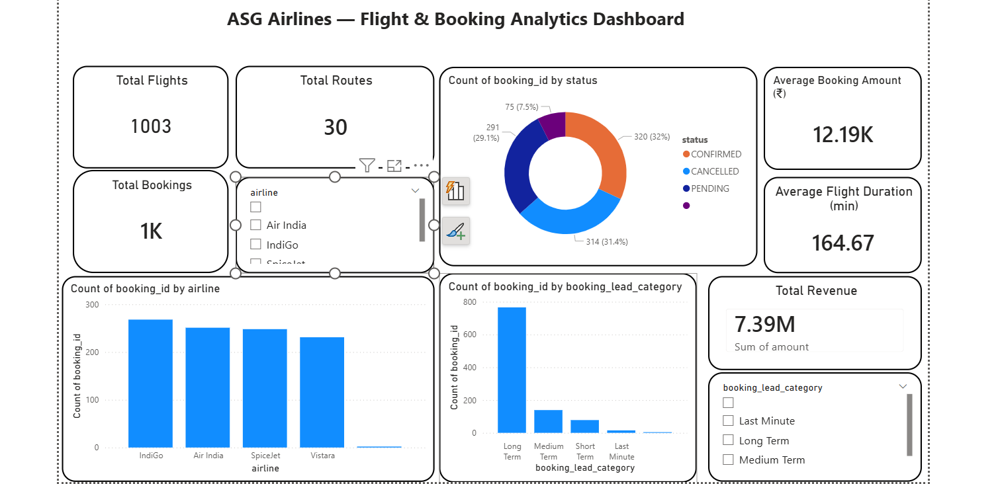 ASG Airlines — Flight & Booking Analytics Dashboard
Total Flights
1003
Total Routes
30
Count of booking_id by status
75 (7.5%)
291
(29.1%)
320 (32%)
314 (31.4%)
status
CONFIRMED
CANCELLED
PENDING
Average Booking Amount
(₹)
12.19K
Total Bookings
1K
airline
Air India
IndiGo
SpiceJet
Average Flight Duration
(min)
164.67
Count of booking_id by airline
Count of booking_id
300
200
100
0
IndiGo
Air India
SpiceJet
Vistara
airline
Count of booking_id by booking_lead_category
Count of booking_id
800
600
400
200
0
Long
Term
Medium
Term
Short
Term
Last
Minute
booking_lead_category
Total Revenue
7.39M
Sum of amount
booking_lead_category
Last Minute
Long Term
Medium Term